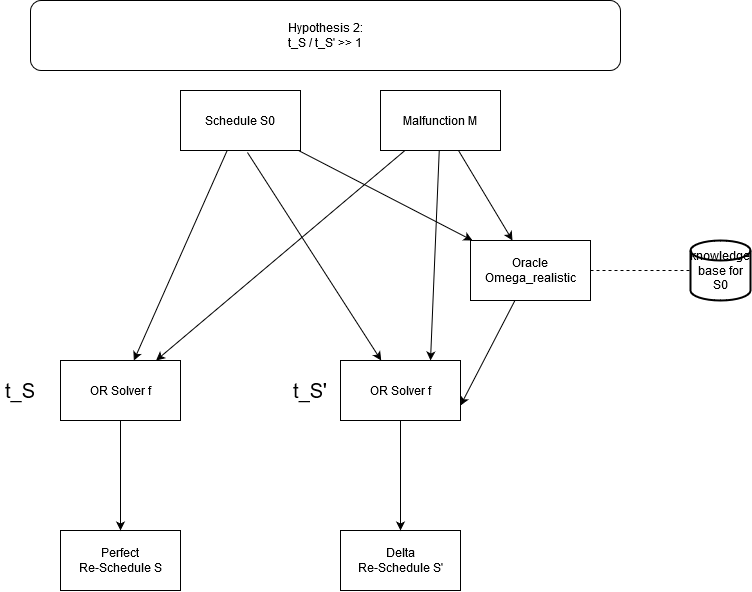 Hypothesis 2:
t_S / t_S' >> 1
Schedule S0
Malfunction M
Oracle
Omega_realistic
knowledge
base for
S0
t_S
OR Solver f
t_S'
OR Solver f
Perfect
Re-Schedule S
Delta
Re-Schedule S'